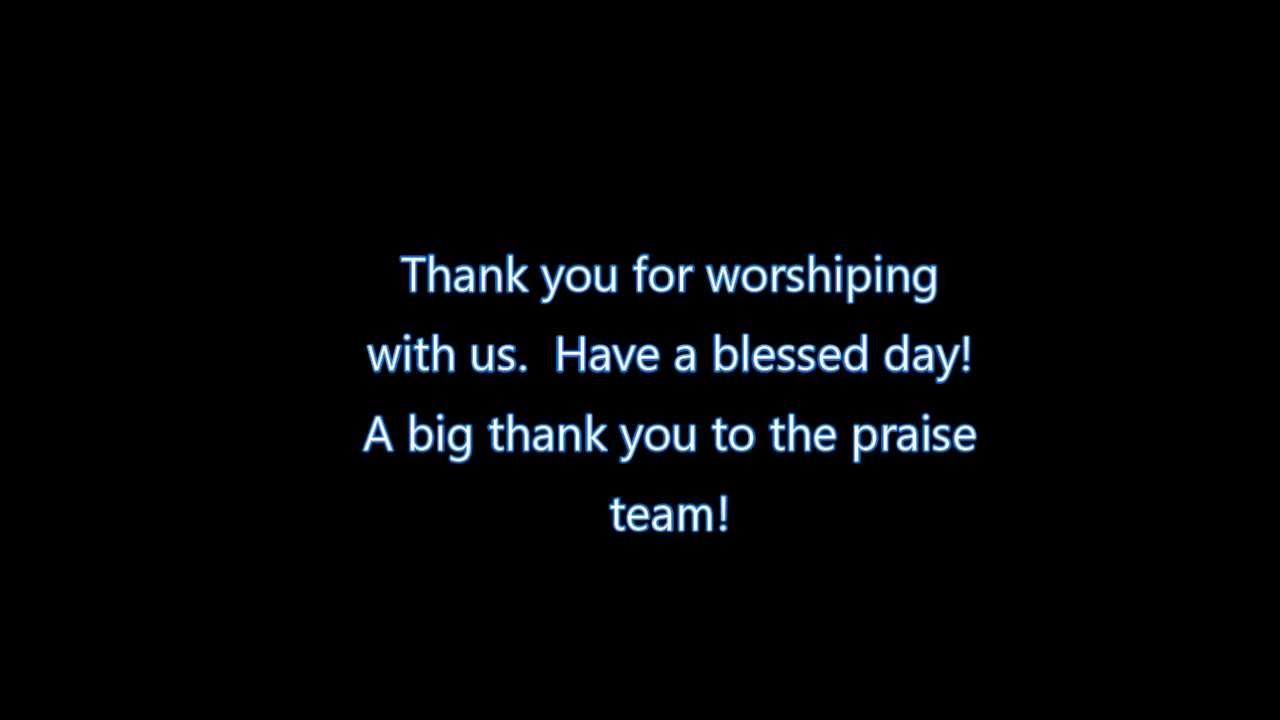 Thank you for worshiping
with us.  Have a blessed day!
A big thank you to the praise
team!